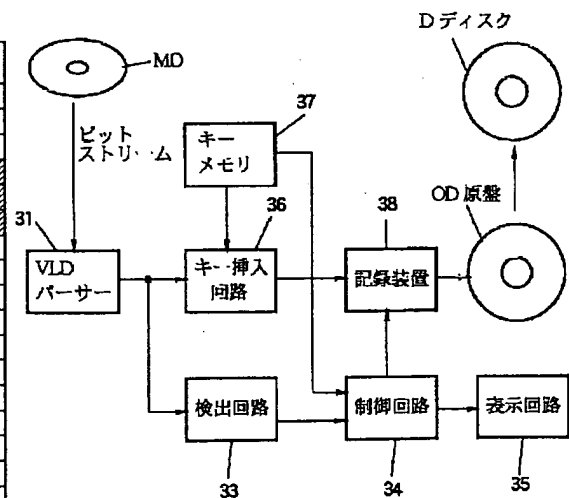 Dディスク
MD
37
ビット
ストリーム
キー
メモリ
36
38
OD原盤
31
VLD
パーサー
キー挿入
回路
記録装置
検出回路
制御回路
表示回路
33
34
35